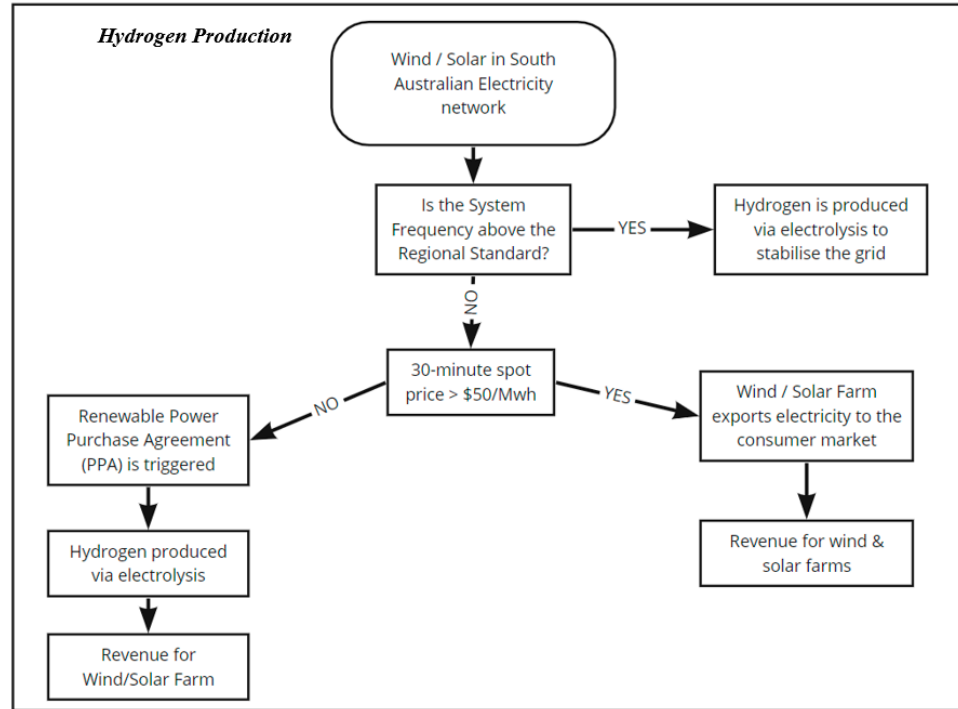 Hydrogen Production
Wind / Solar in South
Australian Electricity
network
Is the System
Frequency above the
Regional Standard?
YES
Hydrogen is produced
via electrolysis to
stabilise the grid
NO
30-minute spot
price > $50/Mwh
NO
YES
Renewable Power
Purchase Agreement
(PPA) is triggered
Wind / Solar Farm
exports electricity to the
consumer market
Hydrogen produced
via electrolysis
Revenue for wind &
solar farms
Revenue for
Wind/Solar Farm